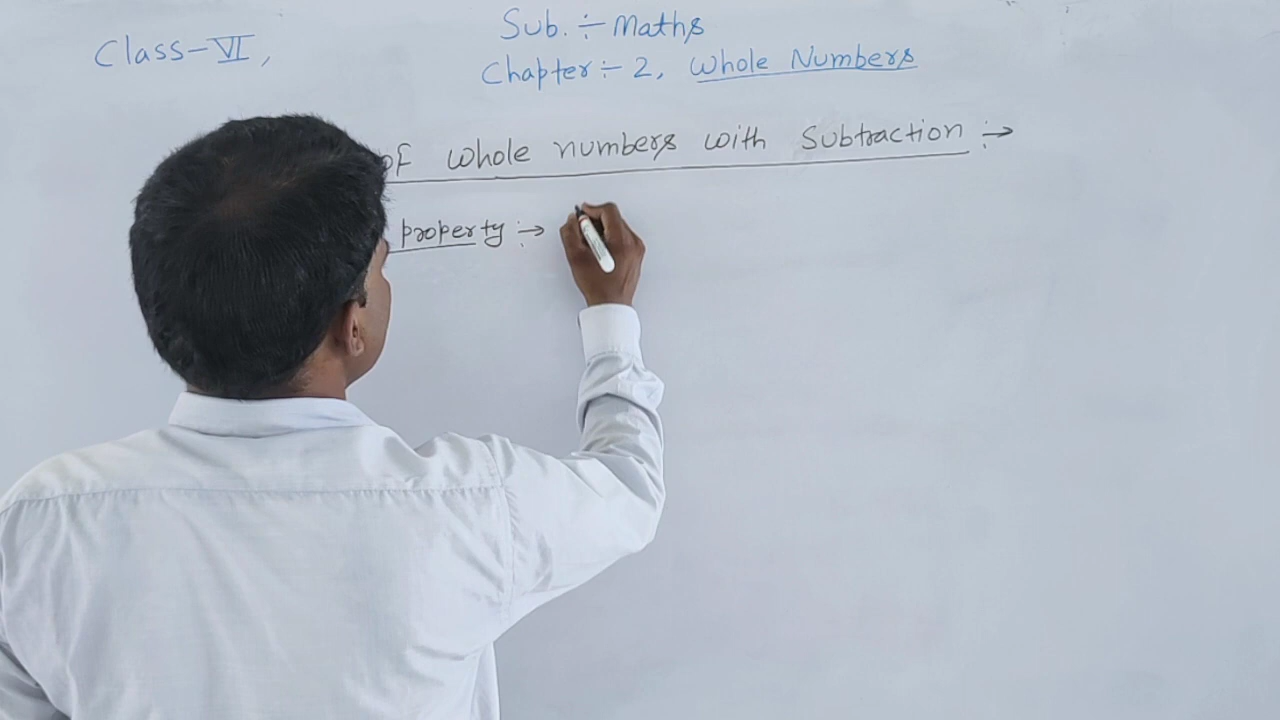 Class-VI,
Sub. :- Maths
Chapter :- 2, Whole Numbers
of whole numbers with Subtraction :→
property :→